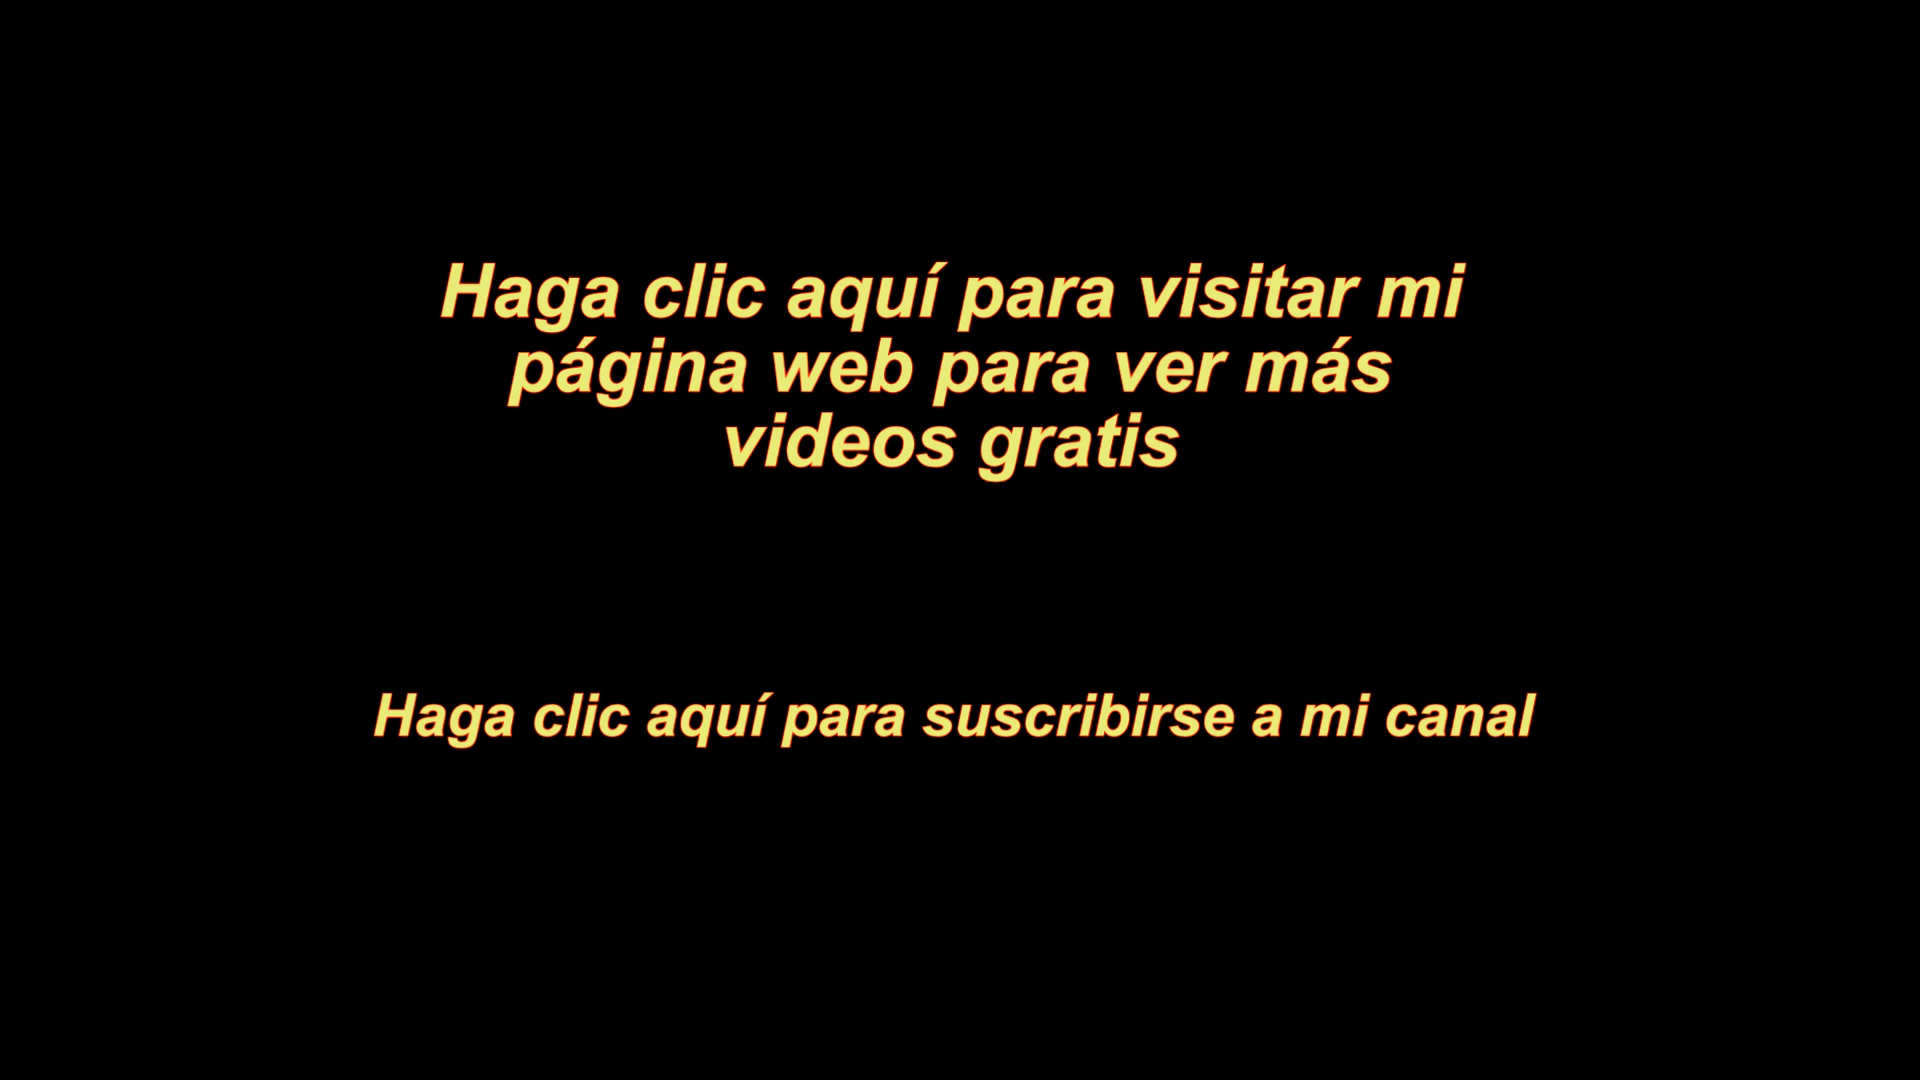 Haga clic aquí para visitar mi
página web para ver más
videos gratis
Haga clic aquí para suscribirse a mi canal